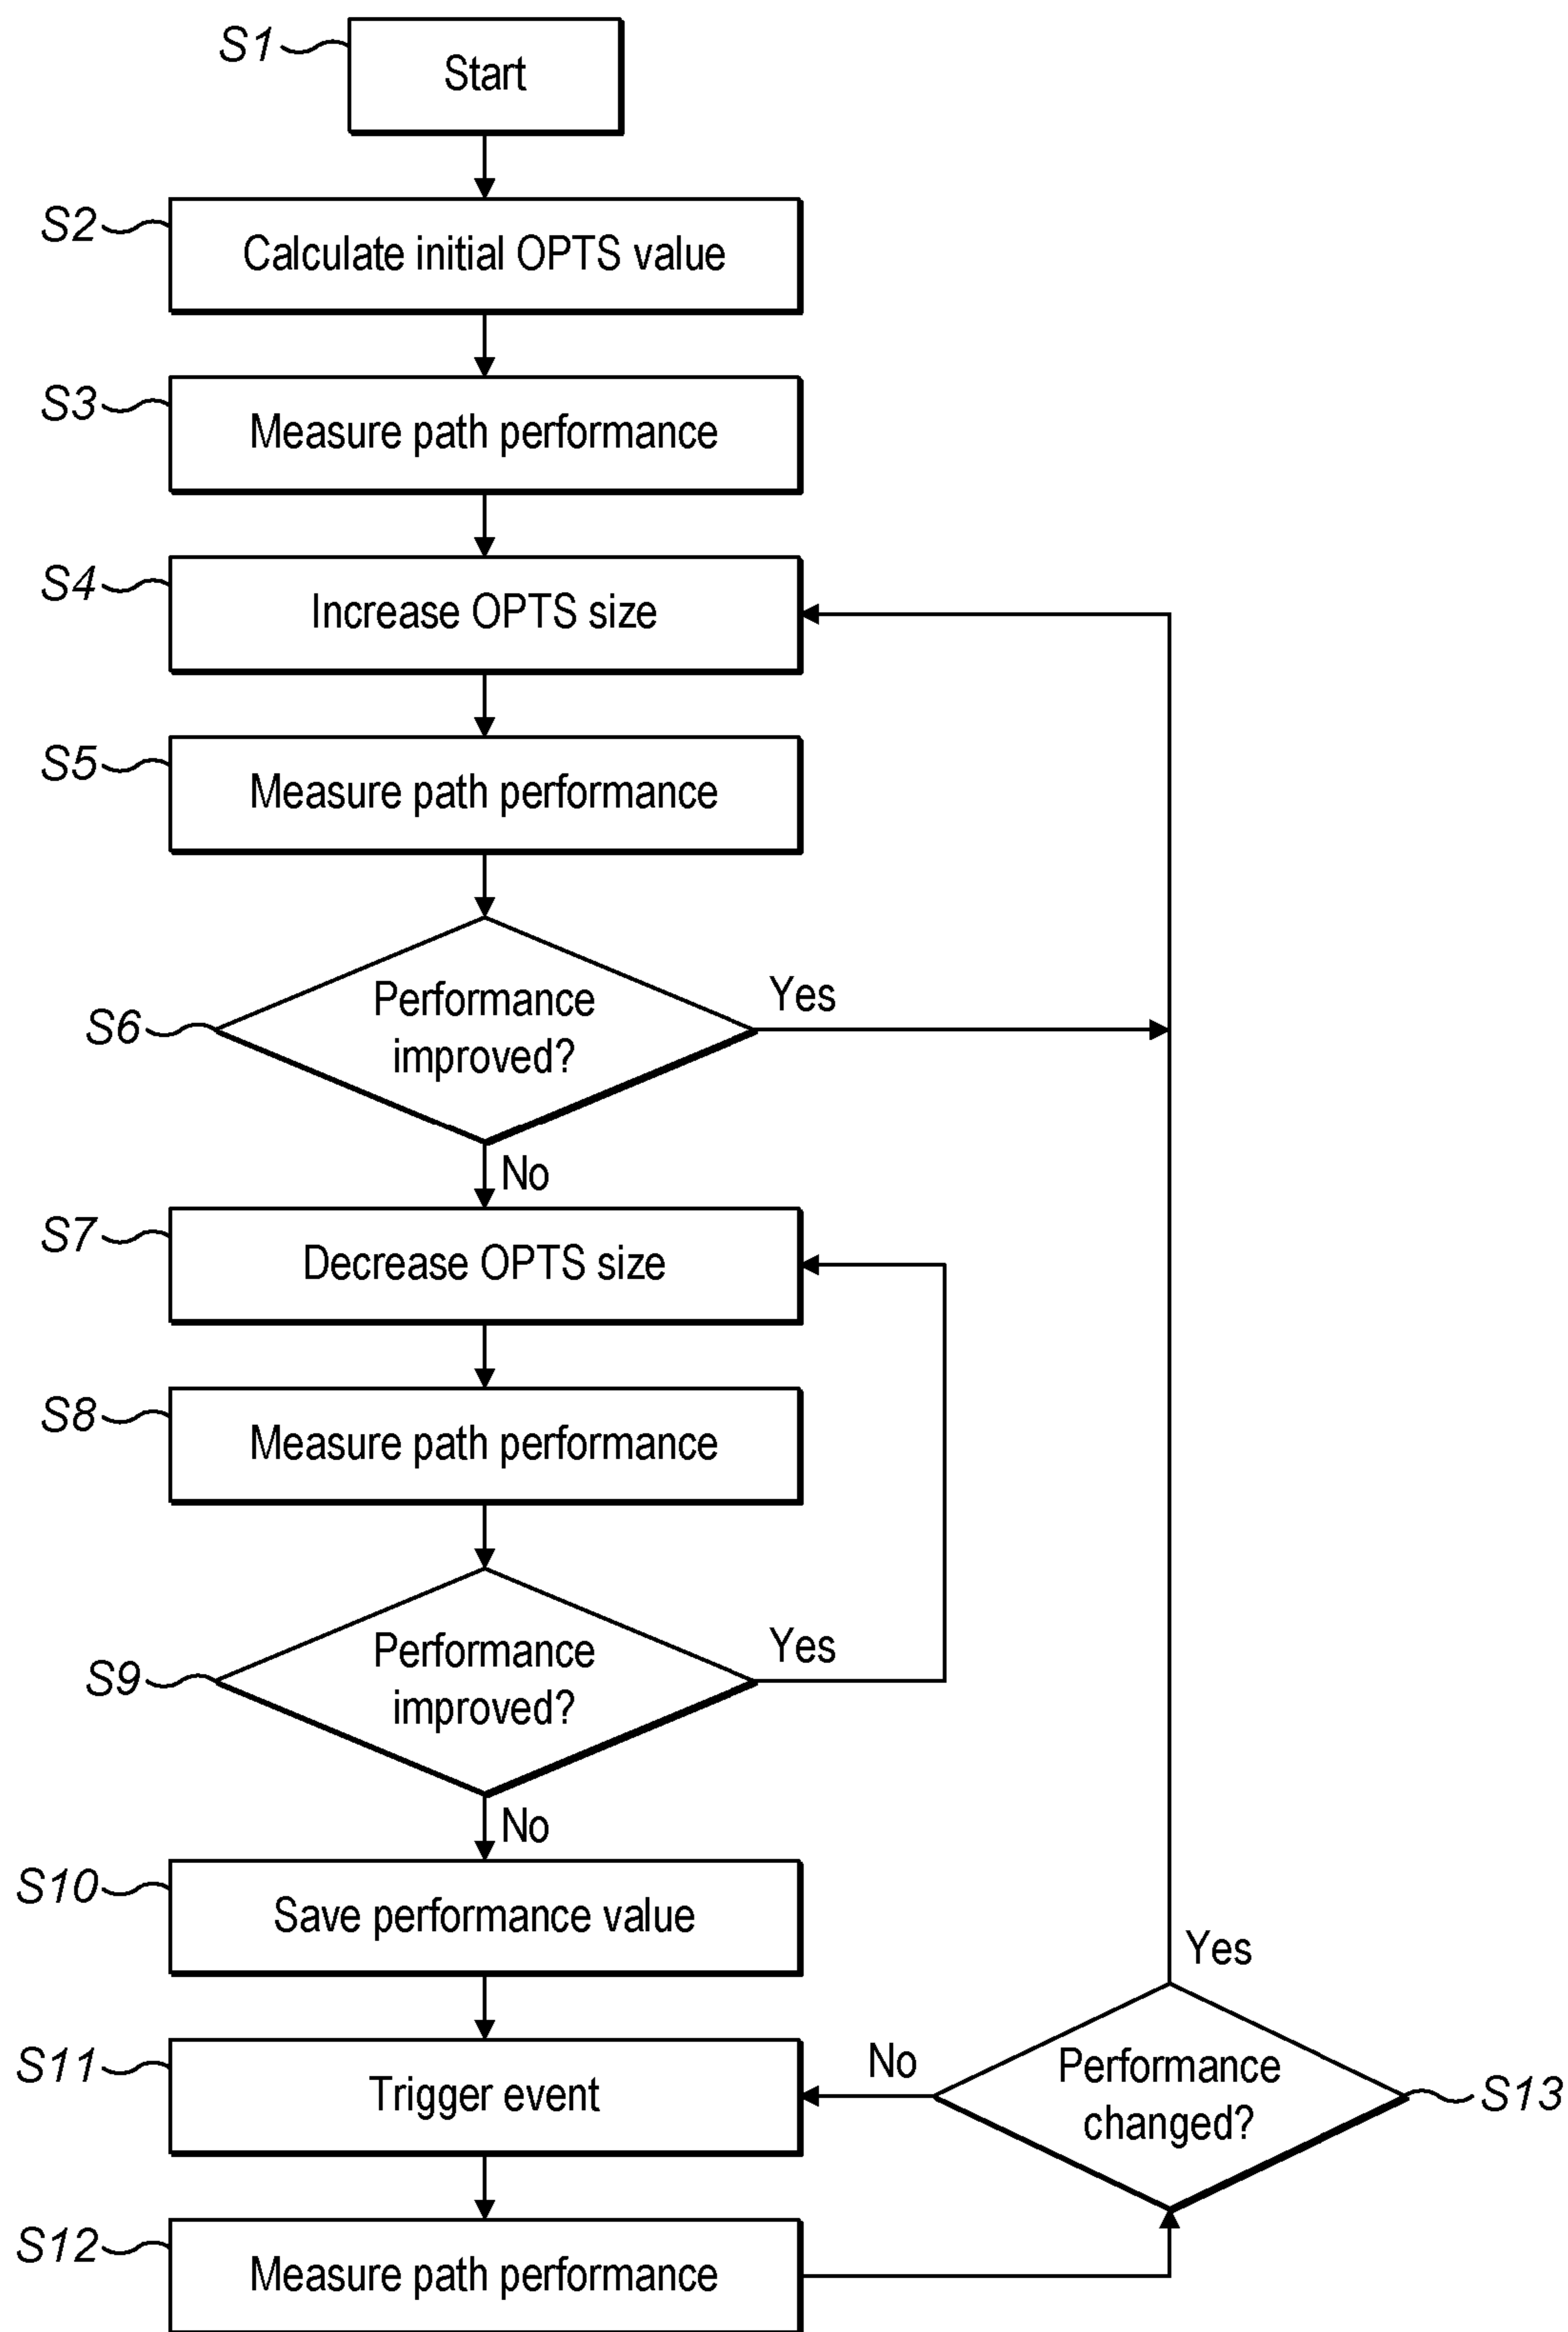 S1
Start
S2
Calculate initial OPTS value
S3
Measure path performance
S4
Increase OPTS size
S5
Measure path performance
S6
Performance
improved?
Yes
No
S7
Decrease OPTS size
S8
Measure path performance
S9
Performance
improved?
Yes
No
S10
Save performance value
S11
Trigger event
S12
Measure path performance
Yes
No
Performance
changed?
S13